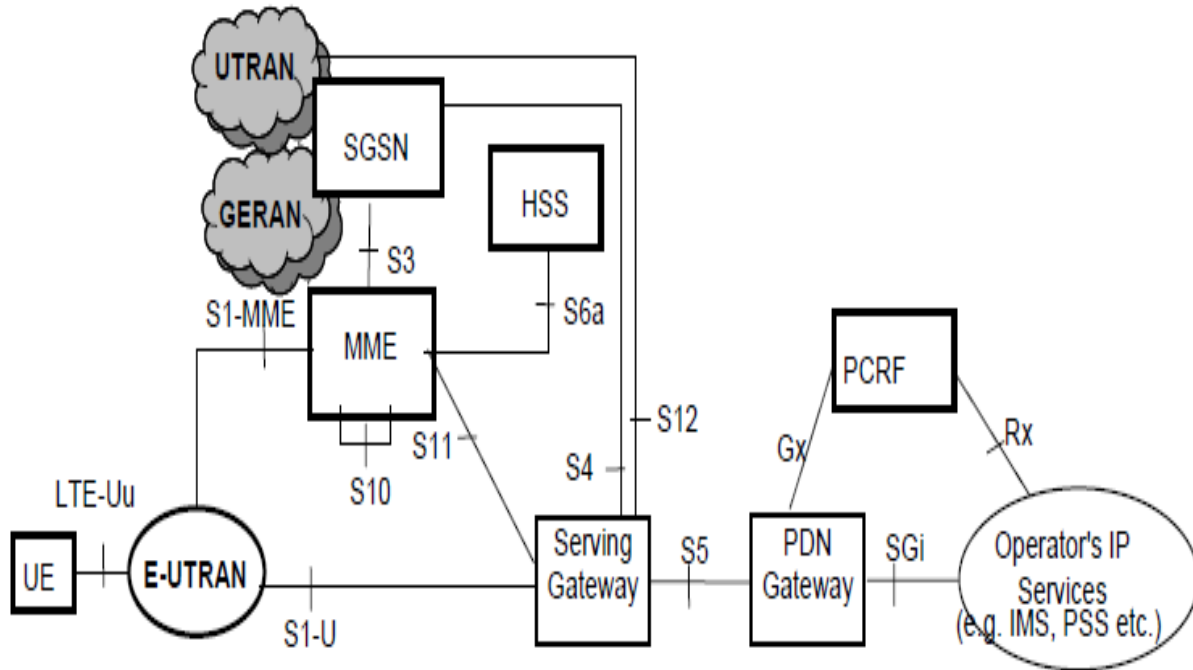 UTRAN
SGSN
HSS
GERAN
S3
S1-MME
S6a
MME
PCRF
S12
S11
Gx
Rx
S4
S10
LTE-Uu
Serving
Gateway
PDN
Gateway
Operator's IP
Services
(e.g. IMS, PSS etc.)
S5
SGi
UE
E-UTRAN
S1-U